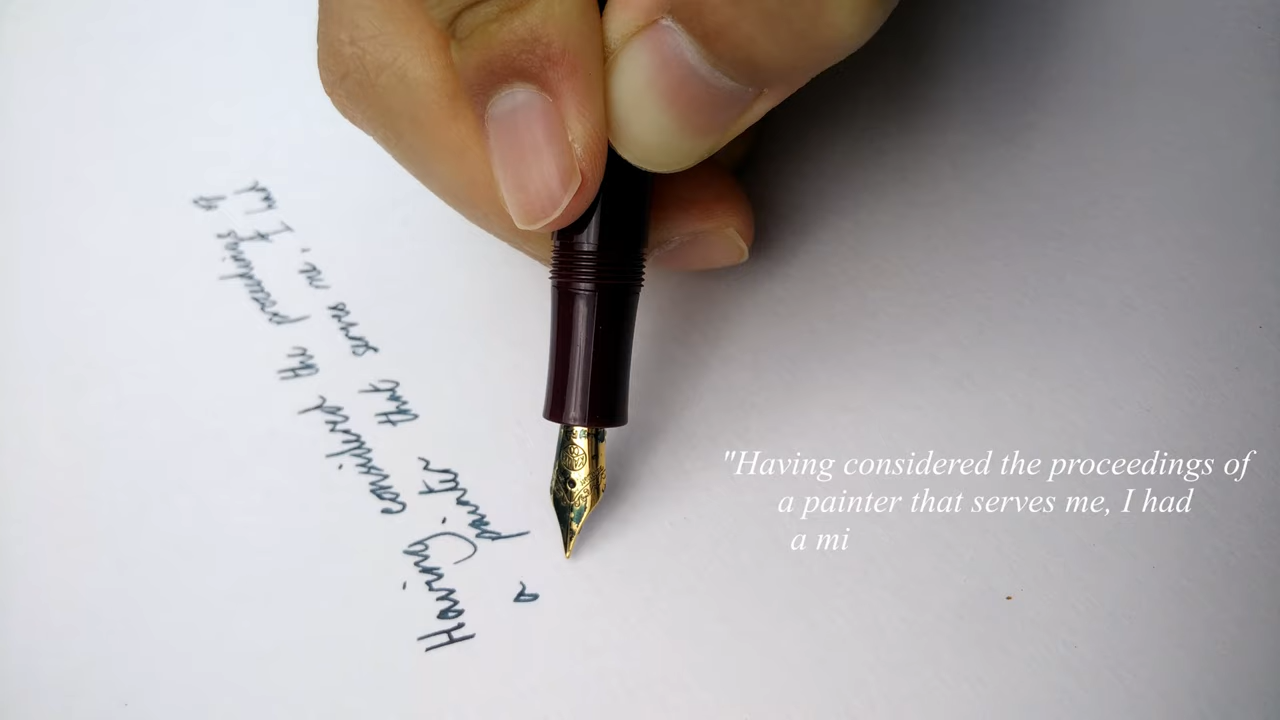 Having considered the proceedings of
a painter that serves me, I had
"Having considered the proceedings of
a painter that serves me, I had
a mi